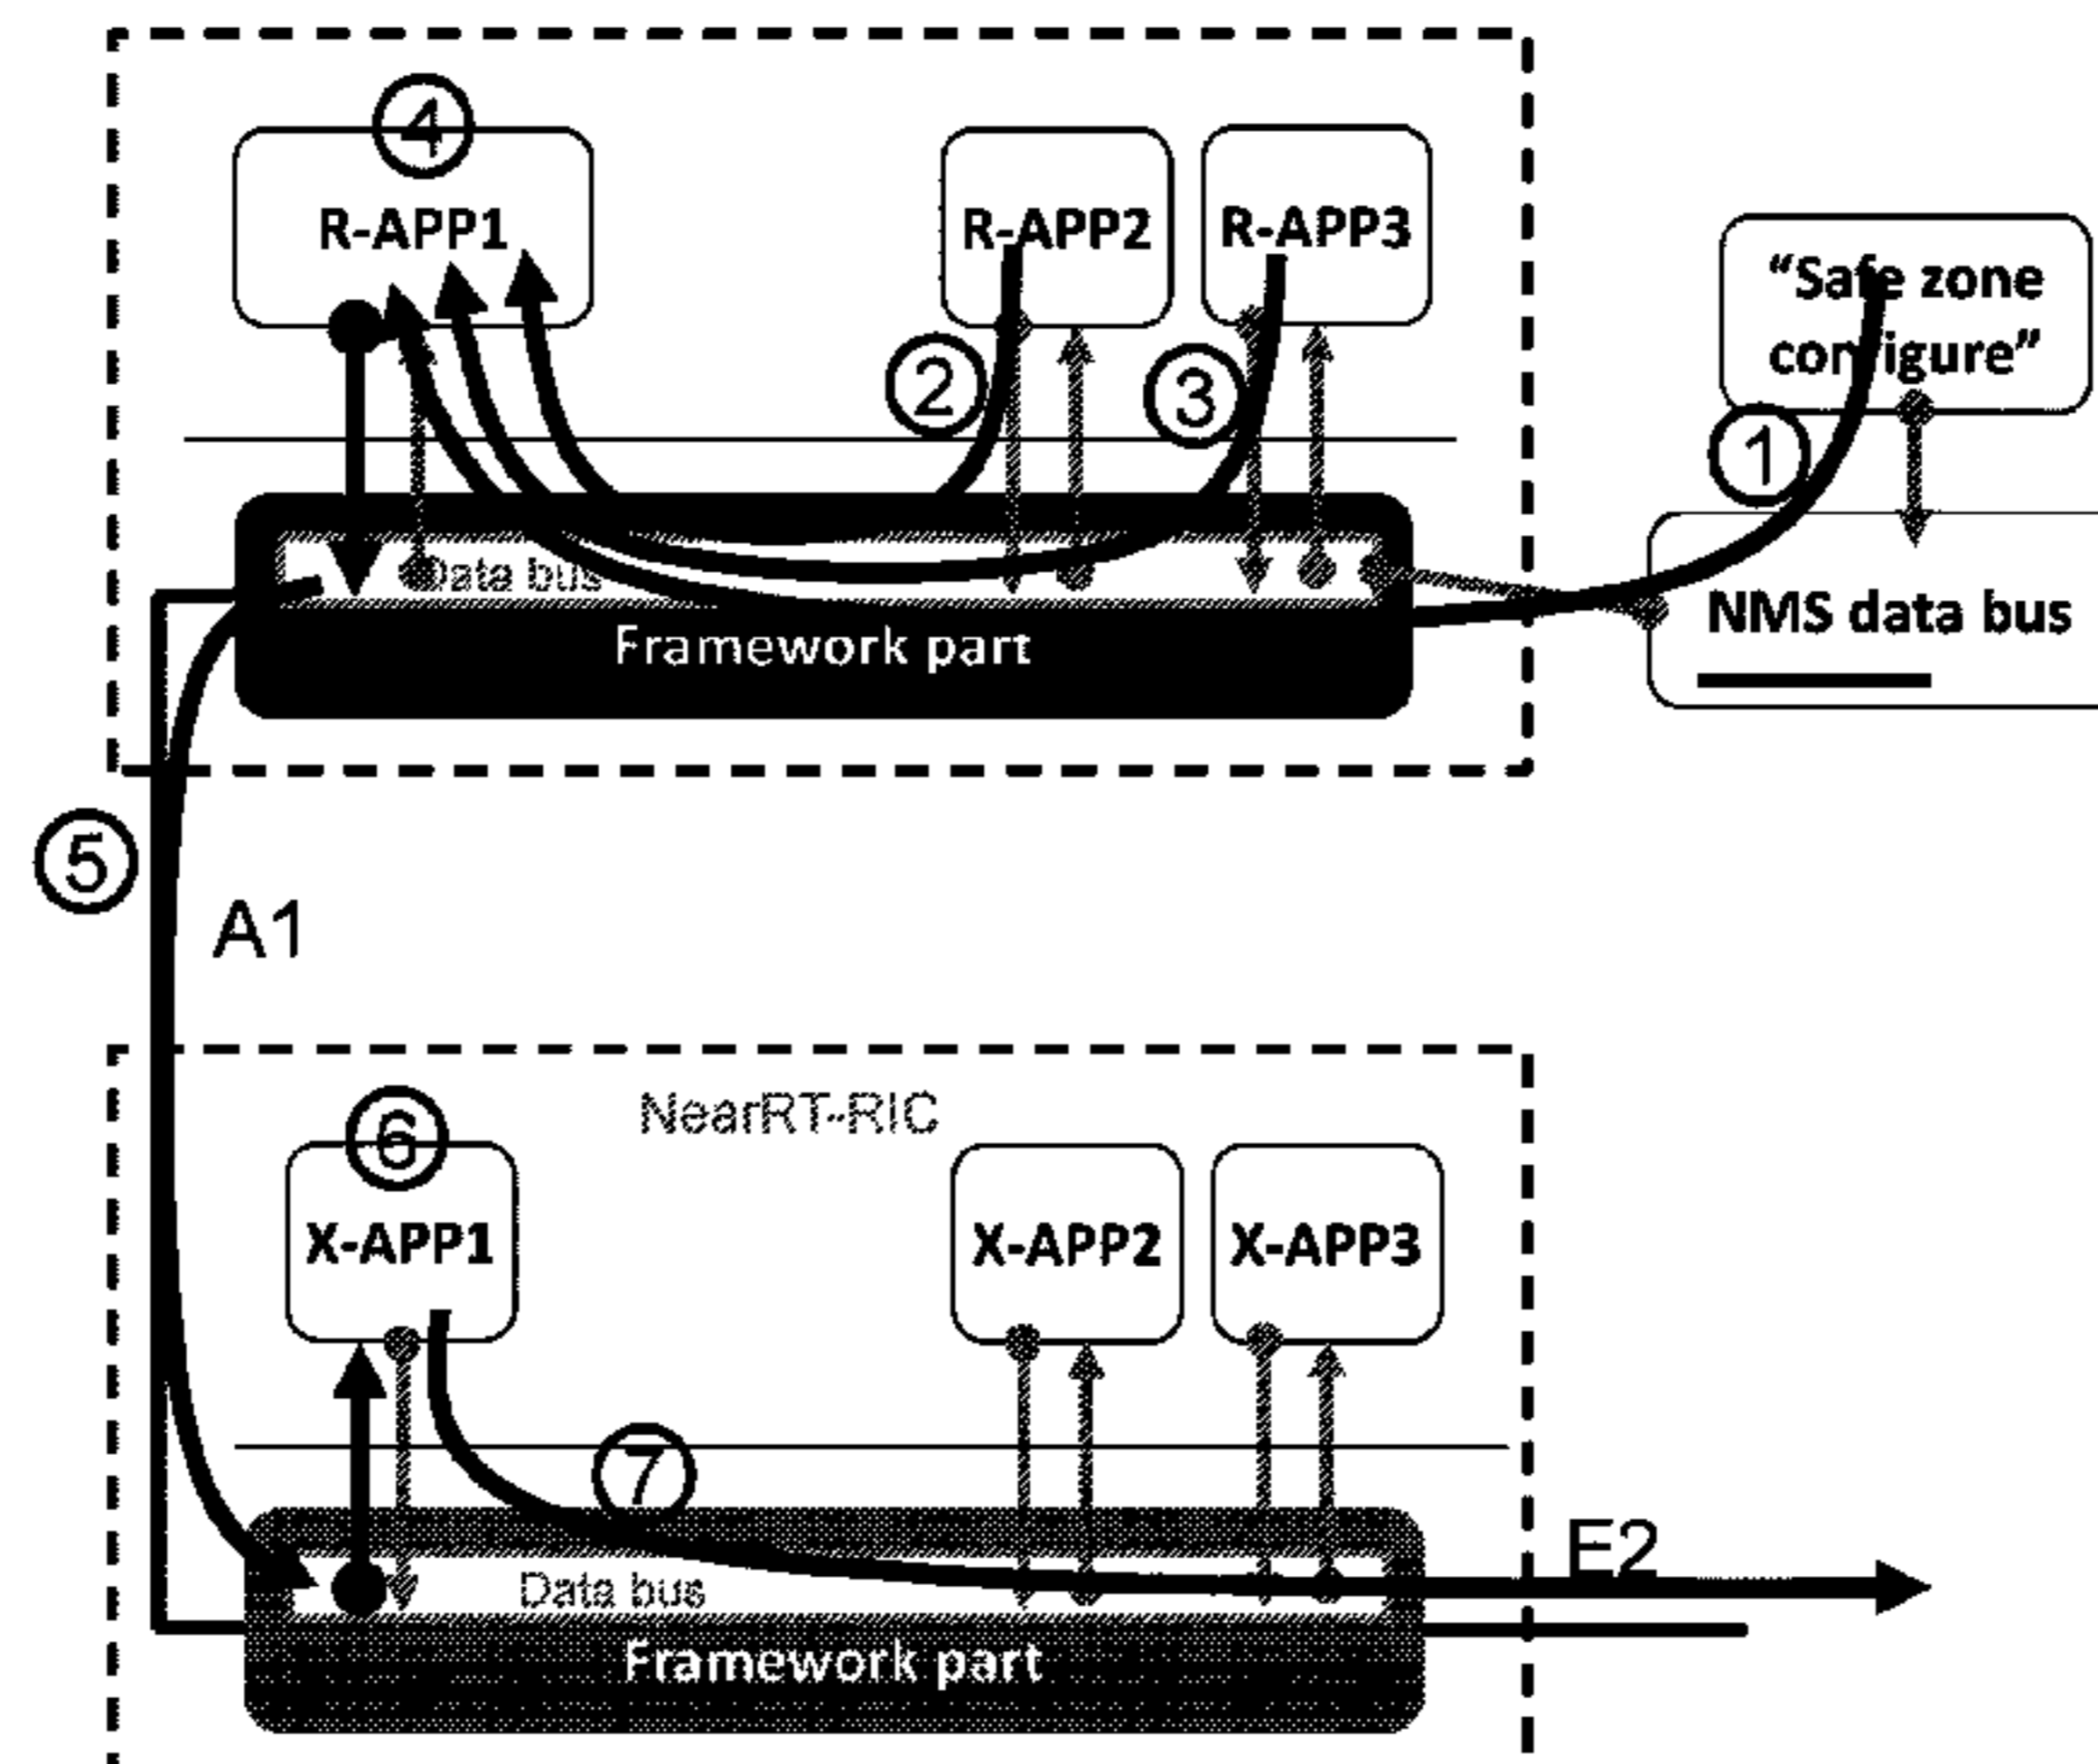 4
R-APP1
R-APP2
R-APP3
“Safe zone
configure”
2
3
1
Data bus
Framework part
NMS data bus
5
A1
NearRT-RIC
6
X-APP1
X-APP2
X-APP3
7
E2
Data bus
Framework part